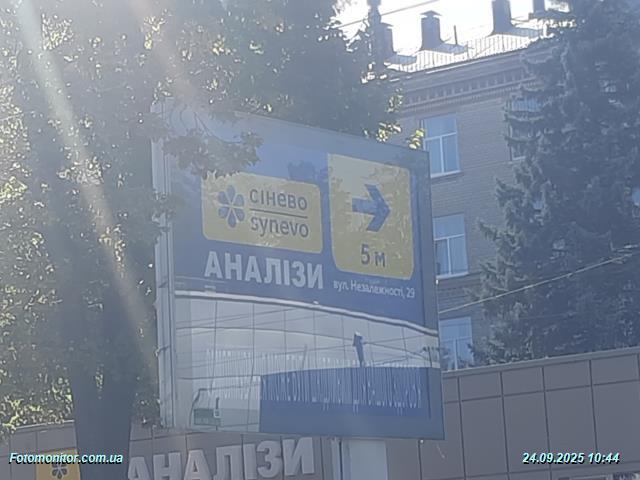 сінево
synevo
5 м
АНАЛІЗИ
вул. Незалежності, 29
АНАЛІЗИ
Fotomonitor.com.ua
24.09.2025 10:44